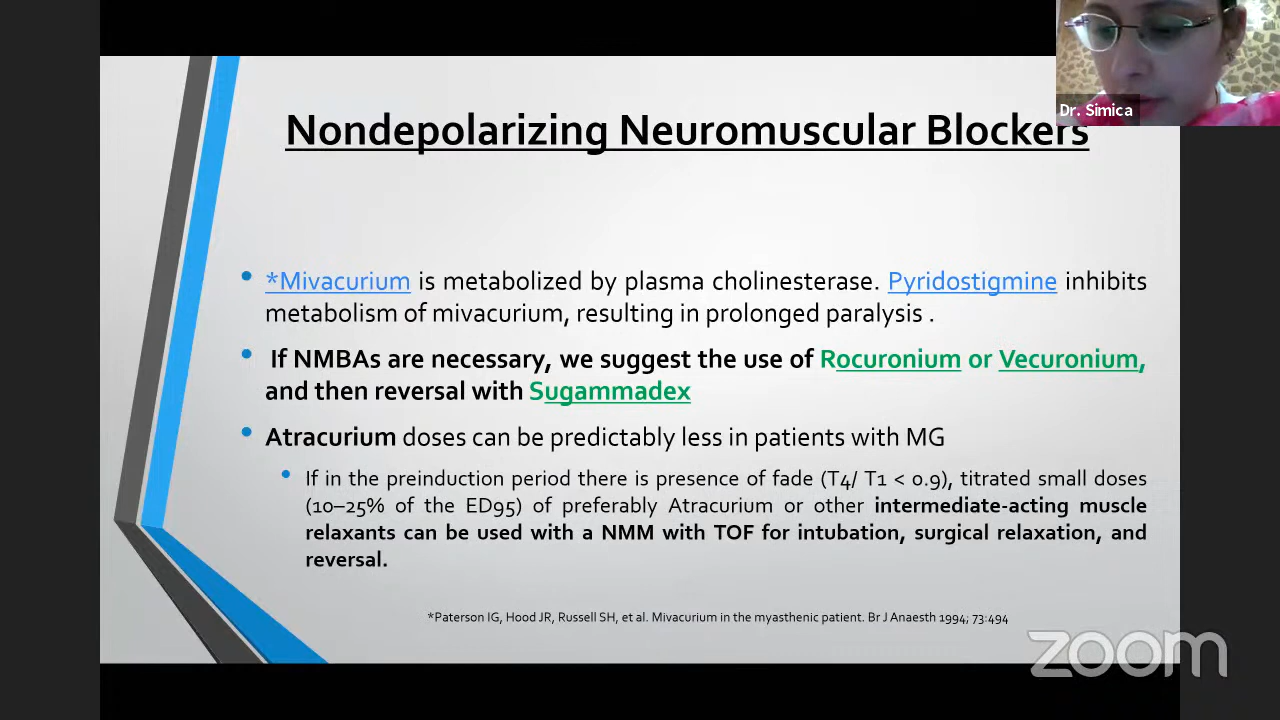 Dr. Simica
Nondepolarizing Neuromuscular Blockers
• *Mivacurium is metabolized by plasma cholinesterase. Pyridostigmine inhibits
metabolism of mivacurium, resulting in prolonged paralysis .
• If NMBAs are necessary, we suggest the use of Rocuronium or Vecuronium,
and then reversal with Sugammadex
• Atracurium doses can be predictably less in patients with MG
• If in the preinduction period there is presence of fade (T4/ T1 < 0.9), titrated small doses
(10–25% of the ED95) of preferably Atracurium or other intermediate-acting muscle
relaxants can be used with a NMM with TOF for intubation, surgical relaxation, and
reversal.
*Paterson IG, Hood JR, Russell SH, et al. Mivacurium in the myasthenic patient. Br J Anaesth 1994; 73:494
zoom